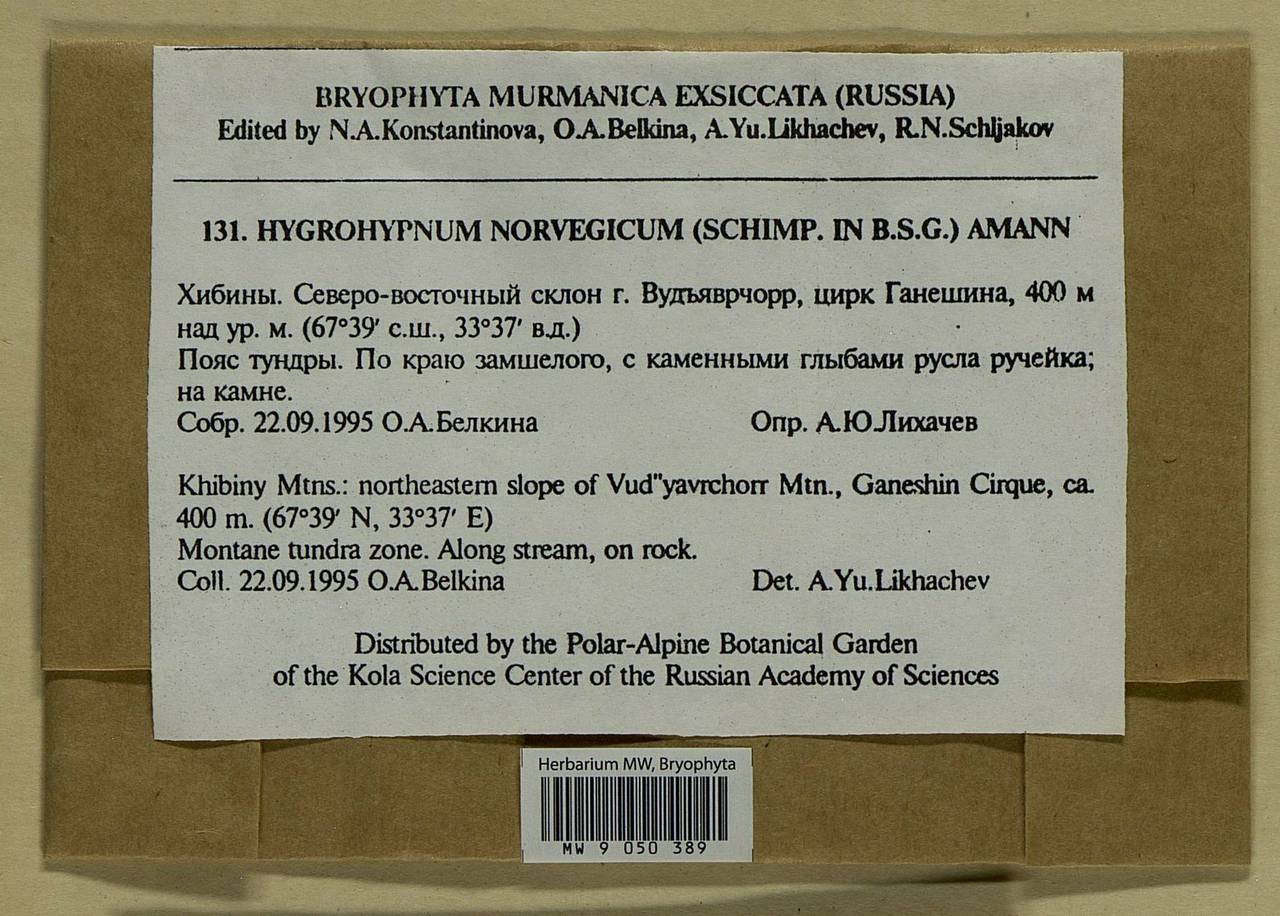 BRYOPHYTA MURMANICA EXSICCATA (RUSSIA)
Edited by N.A.Konstantinova, O.A.Belkina, A.Yu.Likhachev, R.N.Schljakov
131. HYGROHYPNUM NORVEGICUM (SCHIMP. IN B.S.G.) AMANN
Хибины. Северо-восточный склон г. Вудъяврчорр, цирк Ганешина, 400 м
над ур. м. (67°39′ с.ш., 33°37′ в.д.)
Пояс тундры. По краю замшелого, с каменными глыбами русла ручейка;
на камне.
Собр. 22.09.1995 О.А.Белкина Опр. А.Ю.Лихачев
Khibiny Mtns.: northeastern slope of Vud"yavrchorr Mtn., Ganeshin Cirque, ca.
400 m. (67°39′ N, 33°37′ E)
Montane tundra zone. Along stream, on rock.
Coll. 22.09.1995 O.A.Belkina Det. A.Yu.Likhachev
Distributed by the Polar-Alpine Botanical Garden
of the Kola Science Center of the Russian Academy of Sciences
Herbarium MW, Bryophyta
MW 9 050 389